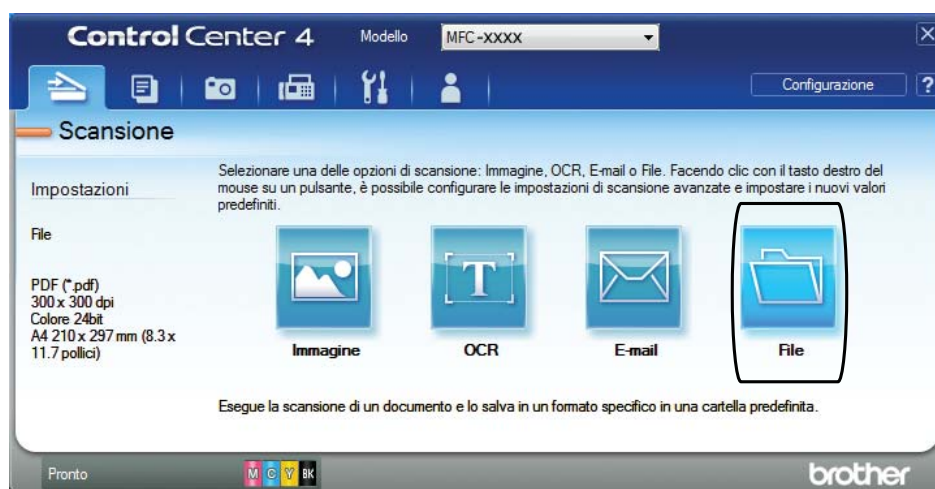 ControlCenter 4 Modello MFC-XXXX
Configurazione ?
Scansione
Impostazioni
File
PDF (*.pdf)
300 x 300 dpi
Colore 24bit
A4 210 x 297 mm (8.3 x
11.7 pollici)
Selezionare una delle opzioni di scansione: Immagine, OCR, E-mail o File. Facendo clic con il tasto destro del
mouse su un pulsante, è possibile configurare le impostazioni di scansione avanzate e impostare i nuovi valori
predefiniti.
T
Immagine OCR E-mail File
Esegue la scansione di un documento e lo salva in un formato specifico in una cartella predefinita.
Pronto M C Y BK brother